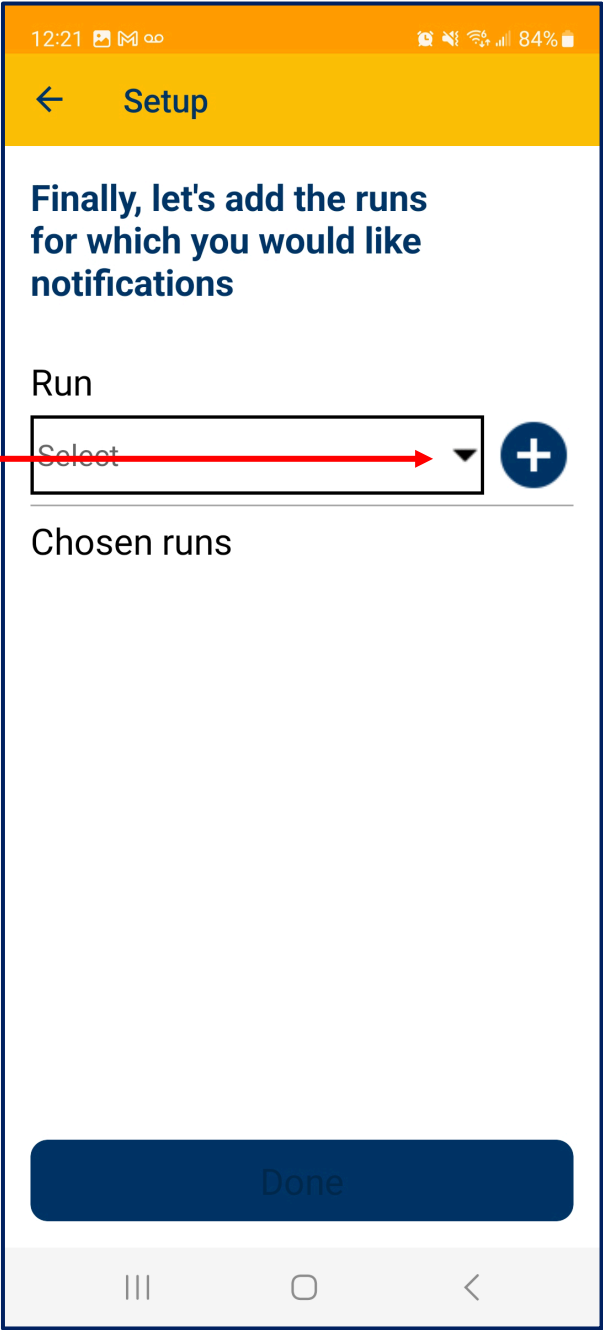 12:21 84%
Setup
Finally, let's add the runs
for which you would like
notifications
Run
Select
Chosen runs
Done